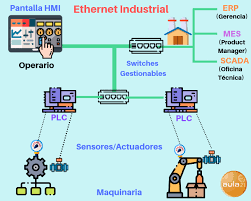 Ethernet Industrial
Pantalla HMI
Operario
Switches
Gestionables
ERP
(Gerencia)
MES
(Product
Manager)
SCADA
(Oficina
Técnica)
PLC
PLC
Sensores/Actuadores
Maquinaria
aula21